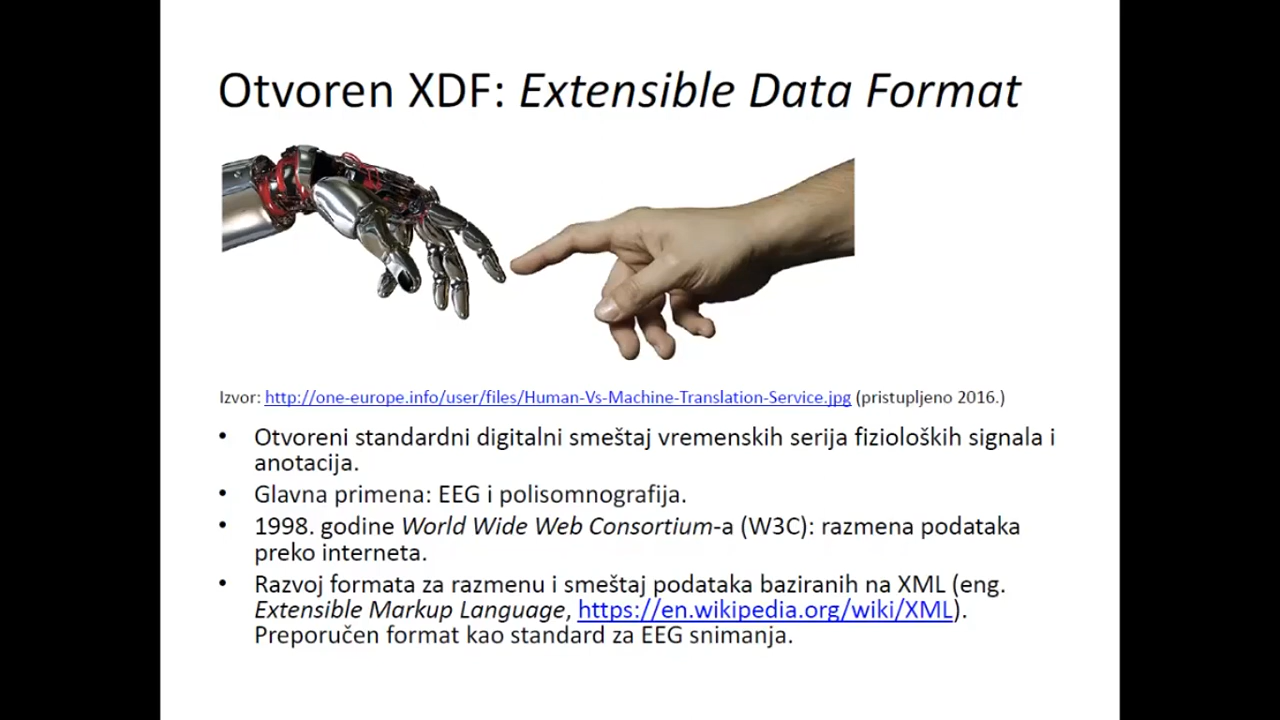 Otvoren XDF: Extensible Data Format
Izvor: http://one-europe.info/user/files/Human-Vs-Machine-Translation-Service.jpg (pristupljeno 2016.)
• Otvoreni standardni digitalni smeštaj vremenskih serija fizioloških signala i
anotacija.
• Glavna primena: EEG i polisomnografija.
• 1998. godine World Wide Web Consortium-a (W3C): razmena podataka
preko interneta.
• Razvoj formata za razmenu i smeštaj podataka baziranih na XML (eng.
Extensible Markup Language, https://en.wikipedia.org/wiki/XML).
Preporučen format kao standard za EEG snimanja.